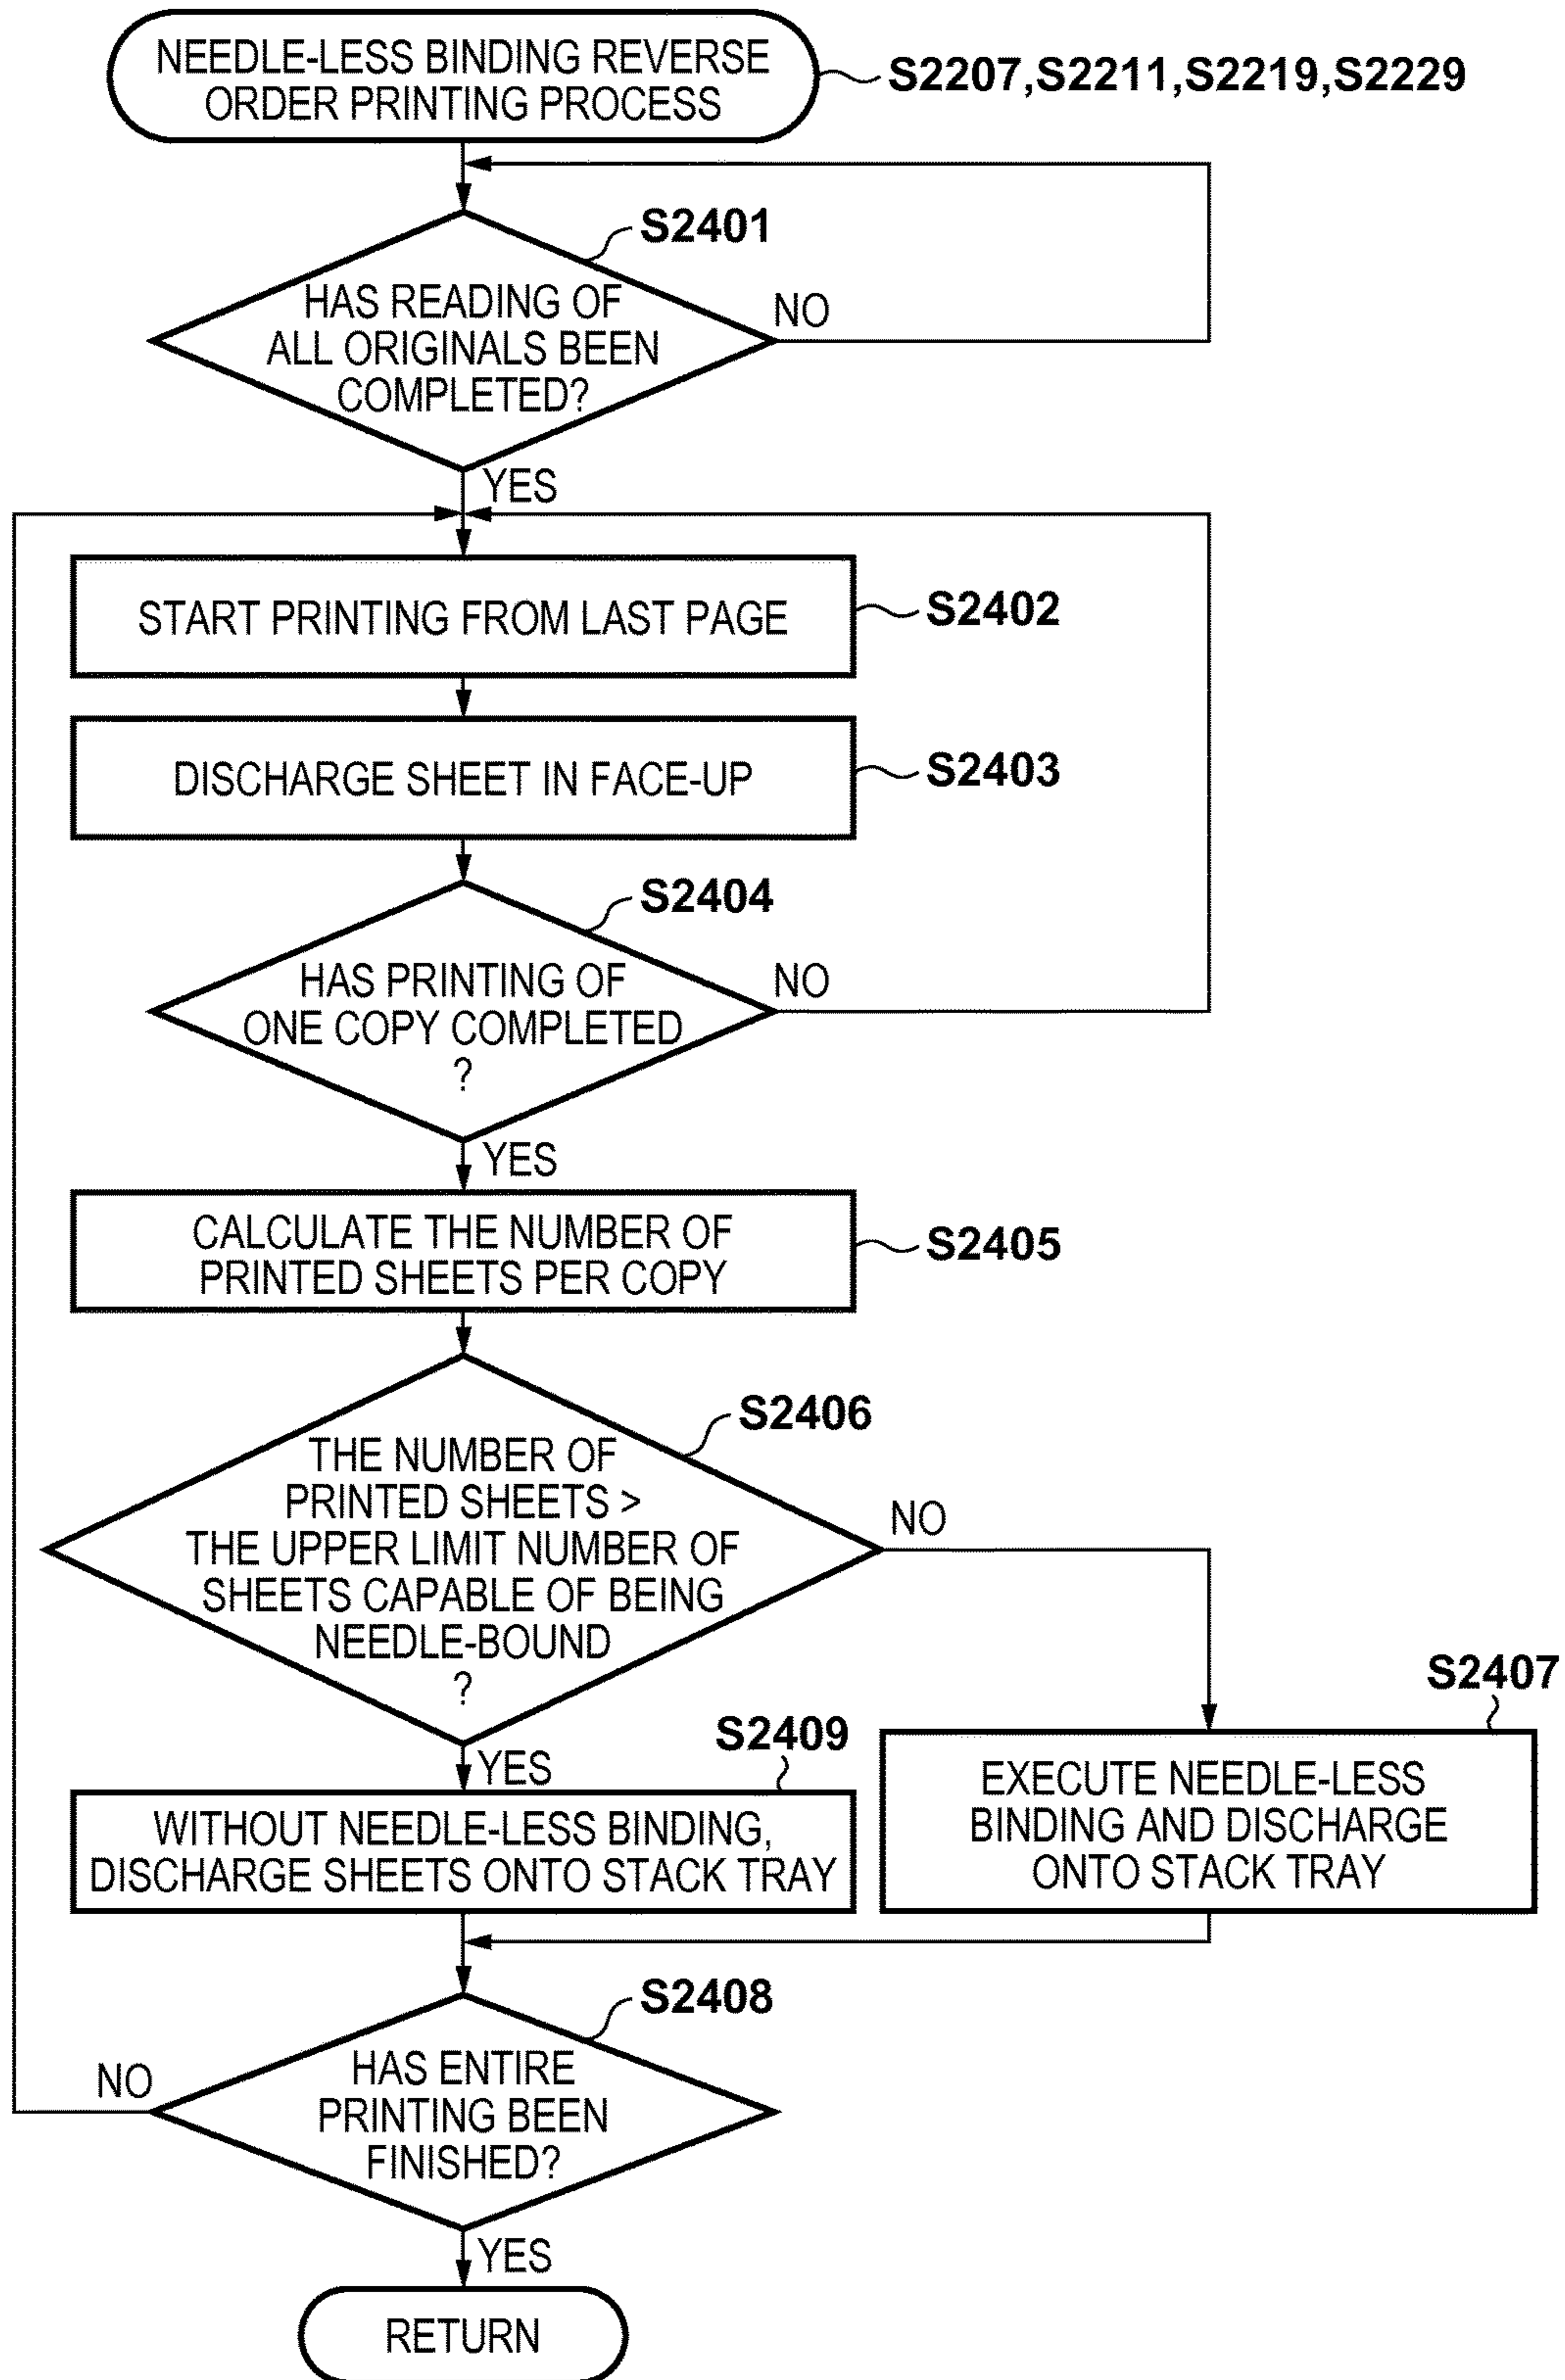 NEEDLE-LESS BINDING REVERSE
ORDER PRINTING PROCESS
S2207,S2211,S2219,S2229
S2401
HAS READING OF
ALL ORIGINALS BEEN
COMPLETED?
NO
YES
START PRINTING FROM LAST PAGE
S2402
DISCHARGE SHEET IN FACE-UP
S2403
S2404
HAS PRINTING OF
ONE COPY COMPLETED
?
NO
YES
CALCULATE THE NUMBER OF
PRINTED SHEETS PER COPY
S2405
S2406
THE NUMBER OF
PRINTED SHEETS >
THE UPPER LIMIT NUMBER OF
SHEETS CAPABLE OF BEING
NEEDLE-BOUND
?
NO
YES
S2409
WITHOUT NEEDLE-LESS BINDING,
DISCHARGE SHEETS ONTO STACK TRAY
S2407
EXECUTE NEEDLE-LESS
BINDING AND DISCHARGE
ONTO STACK TRAY
S2408
HAS ENTIRE
PRINTING BEEN
FINISHED?
NO
YES
RETURN